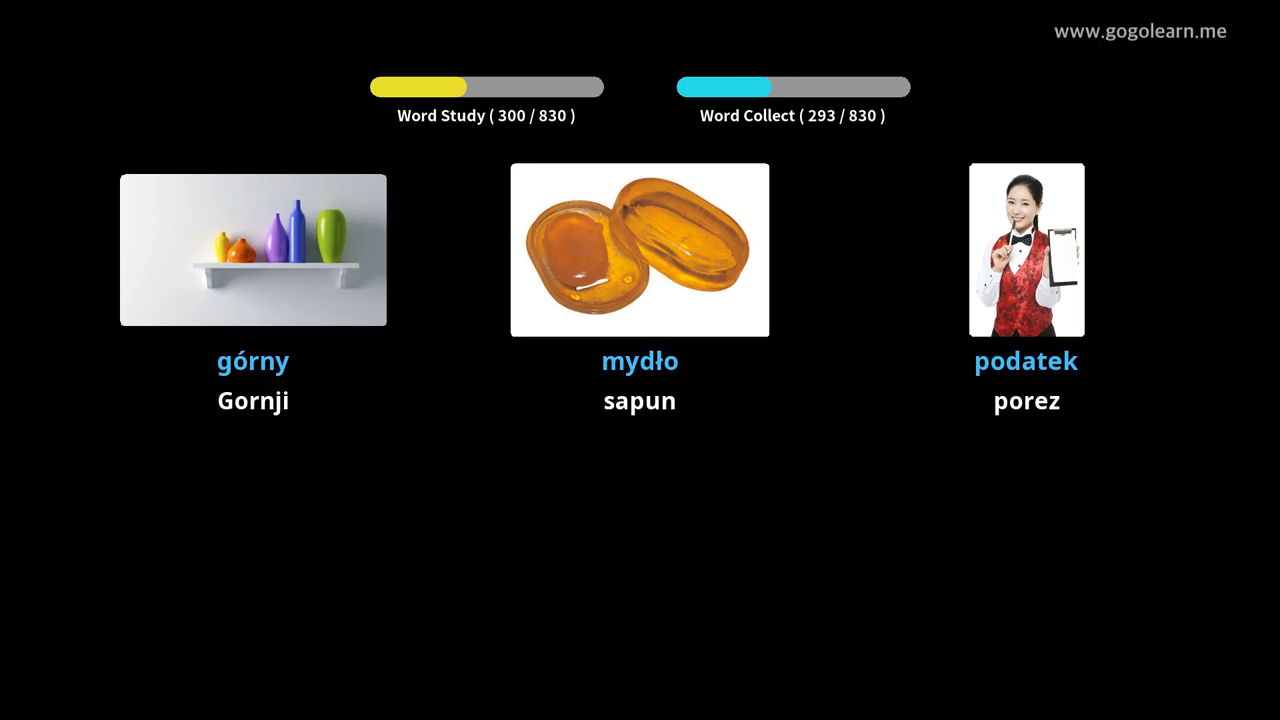 www.gogolearn.me
Word Study ( 300 / 830 )
Word Collect ( 293 / 830 )
górny
mydło
podatek
Gornji
sapun
porez